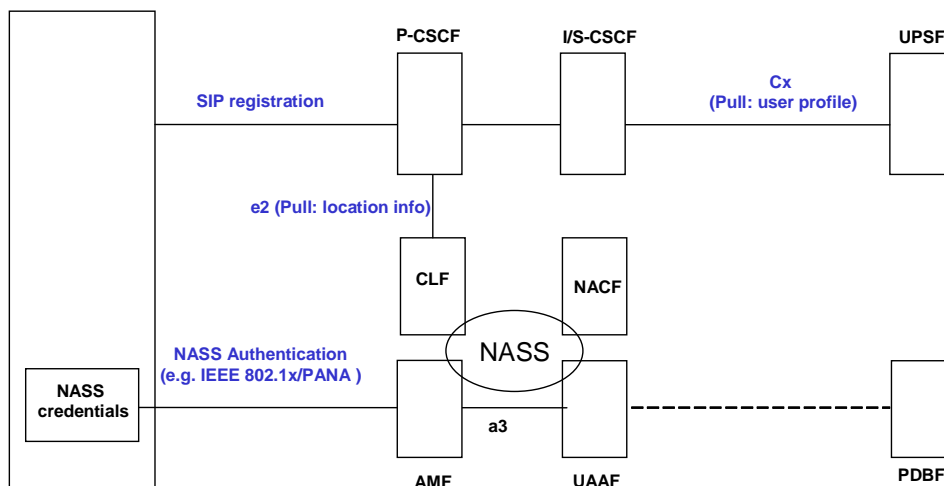 P-CSCF
I/S-CSCF
UPSF
SIP registration
Cx
(Pull: user profile)
e2 (Pull: location info)
CLF
NACF
NASS
NASS Authentication
(e.g. IEEE 802.1x/PANA )
NASS
credentials
a3
AMF
UAAF
PDBF